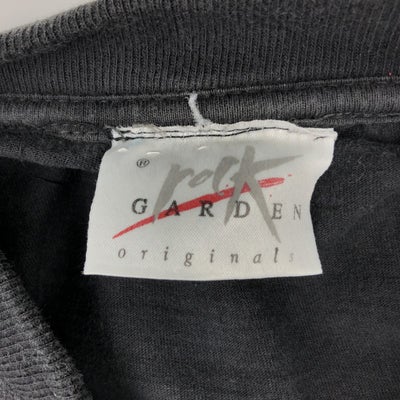 ® rock
GARDEN
originals